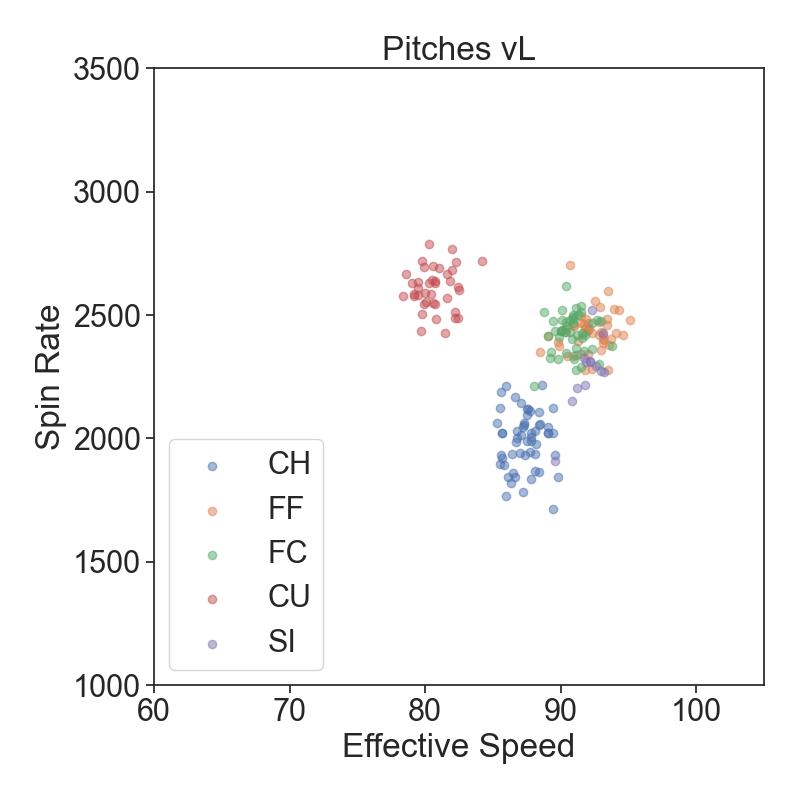 Pitches vL
3500
3000
2500
2000
1500
1000
Spin Rate
CH
FF
FC
CU
SI
60 70 80 90 100
Effective Speed